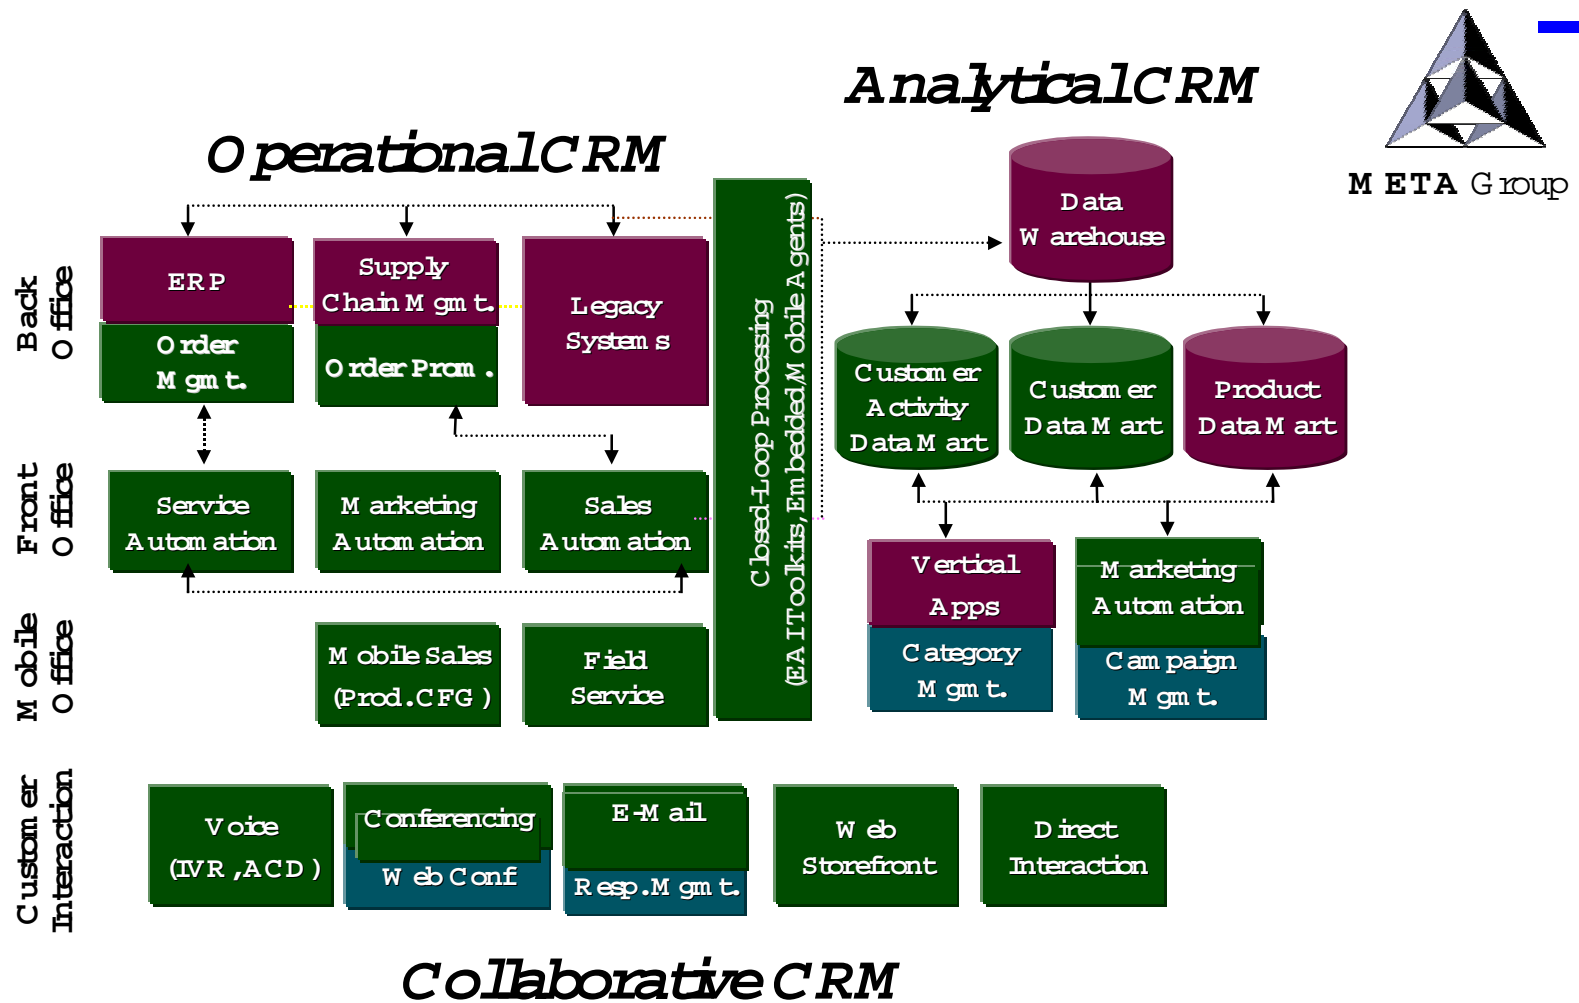 Analytical CRM
Operational CRM
META Group
Back
Office
ERP
Order
Mgmt.
Supply
Chain Mgmt.
Order Prom.
Legacy
Systems
Closed-Loop Processing
(EAI Toolkits, Embedded/Mobile Agents)
Data
Warehouse
Customer
Activity
Data Mart
Customer
Data Mart
Product
Data Mart
Front
Office
Service
Automation
Marketing
Automation
Sales
Automation
Vertical
Apps
Category
Mgmt.
Marketing
Automation
Campaign
Mgmt.
Mobile
Office
Mobile Sales
(Prod. CFG)
Field
Service
Customer
Interaction
Voice
(IVR, ACD)
Conferencing
Web Conf
E-Mail
Resp. Mgmt.
Web
Storefront
Direct
Interaction
Collaborative CRM